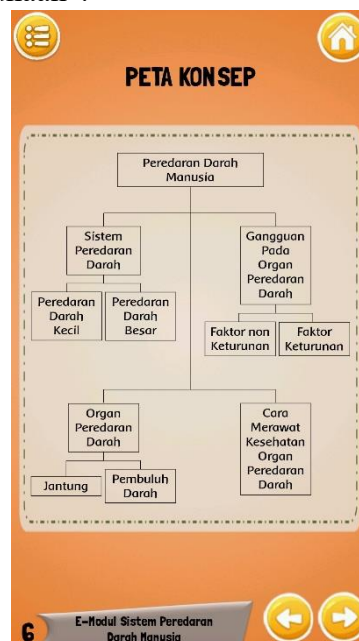 PETA KONSEP
Peredaran Darah
Manusia
Sistem
Peredaran
Darah
Peredaran
Darah
Kecil
Peredaran
Darah
Besar
Gangguan
Pada
Organ
Peredaran
Darah
Faktor non
Keturunan
Faktor
Keturunan
Organ
Peredaran
Darah
Jantung
Pembuluh
Darah
Cara
Merawat
Kesehatan
Organ
Peredaran
Darah
6
E-Modul Sistem Peredaran
Darah Manusia